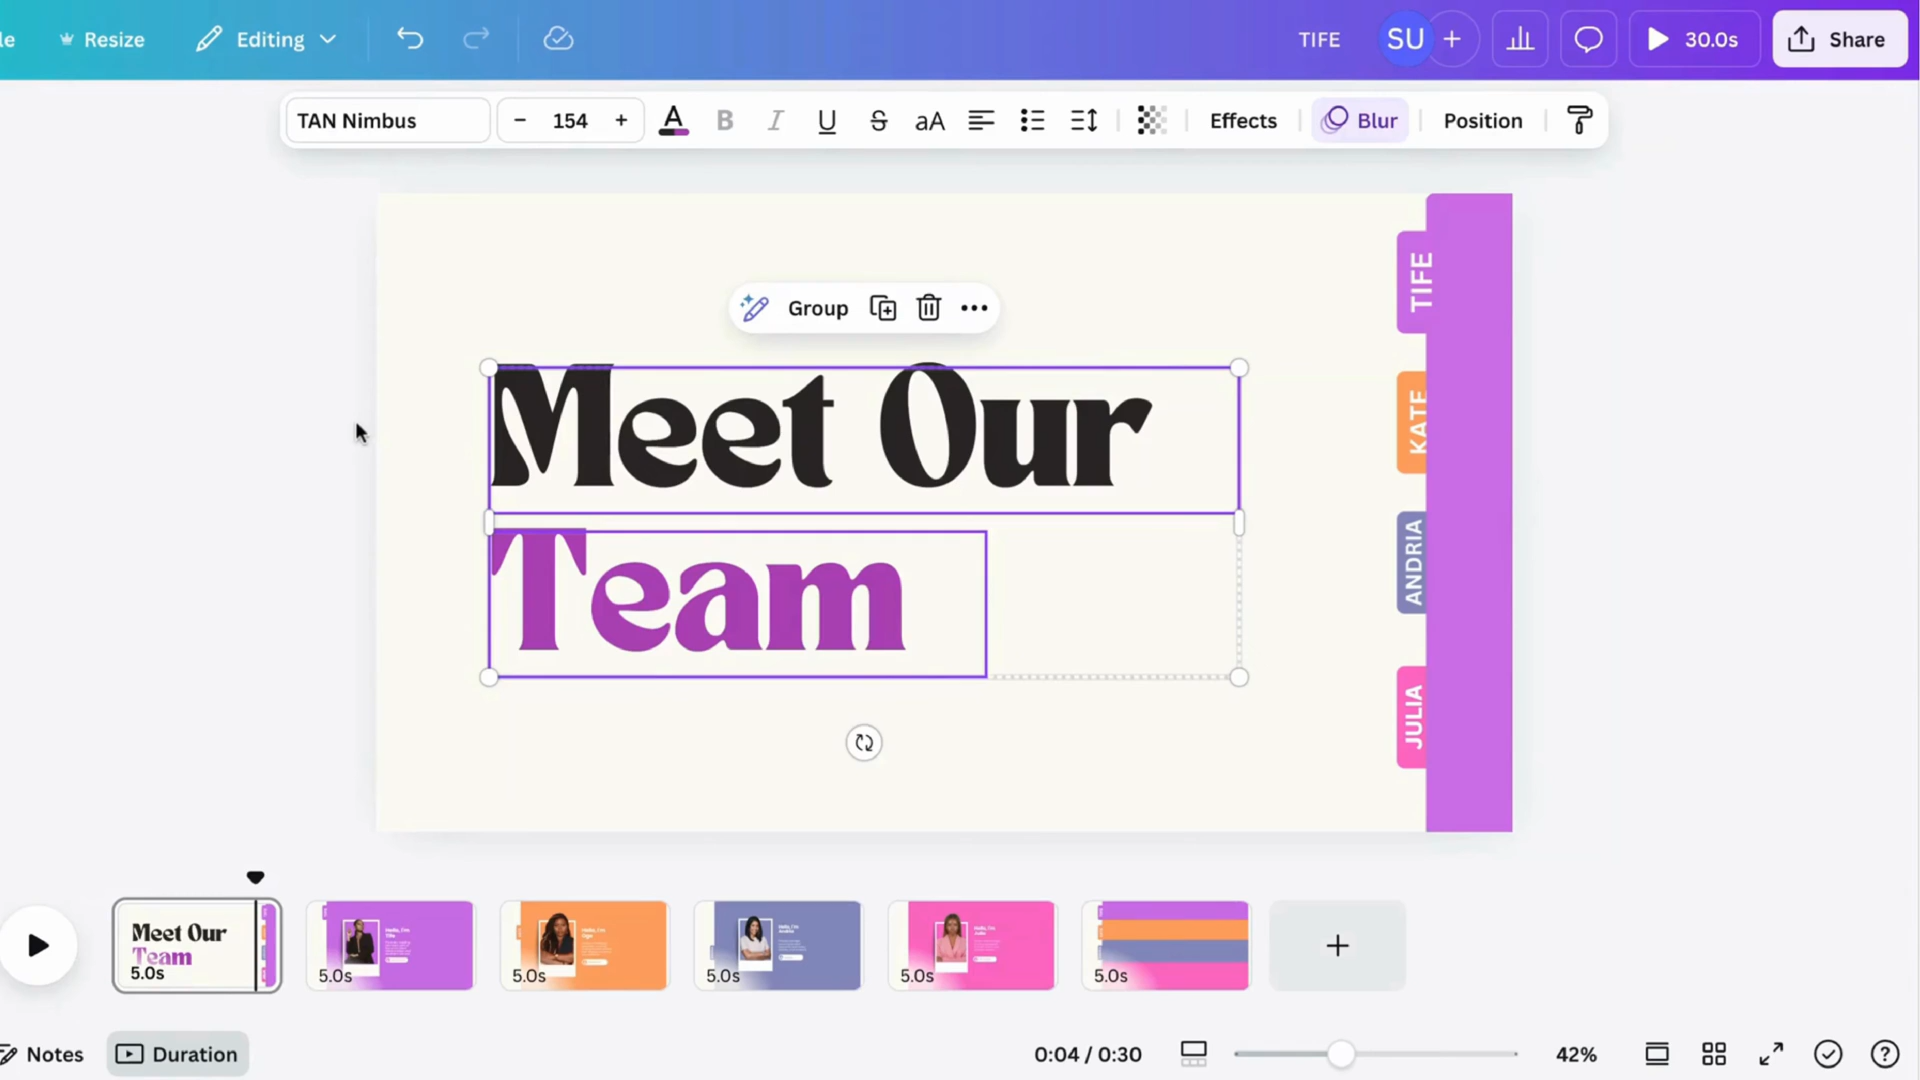 le
Resize
Editing
TIFE
SU
30.0s
Share
TAN Nimbus
154
A
B
I
U
S
aA
Effects
Blur
Position
Group
Meet Our
Team
TIFE
KATE
ANDRIA
JULIA
Meet Our
Team
5.0s
5.0s
5.0s
5.0s
5.0s
5.0s
Notes
Duration
0:04 / 0:30
42%